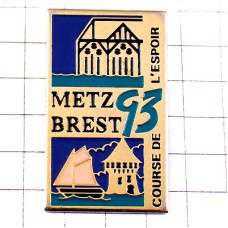 METZ
BREST 93
COURSE DE L'ESPOIR